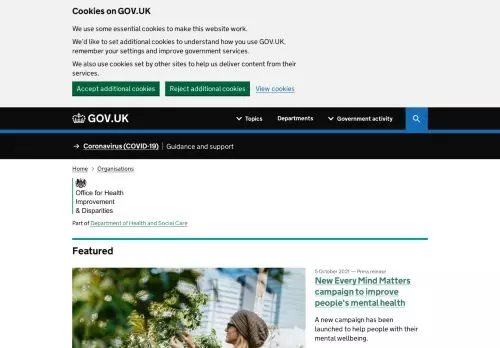 Cookies on GOV.UK
We use some essential cookies to make this website work.
We'd like to set additional cookies to understand how you use GOV.UK,
remember your settings and improve government services.
We also use cookies set by other sites to help us deliver content from their
services.
Accept additional cookies Reject additional cookies View cookies
GOV.UK Topics Departments Government activity
→ Coronavirus (COVID-19) Guidance and support
Home > Organisations
Office for Health
Improvement
& Disparities
Part of Department of Health and Social Care
Featured
5 October 2021 — Press release
New Every Mind Matters
campaign to improve
people's mental health
A new campaign has been
launched to help people with their
mental wellbeing.